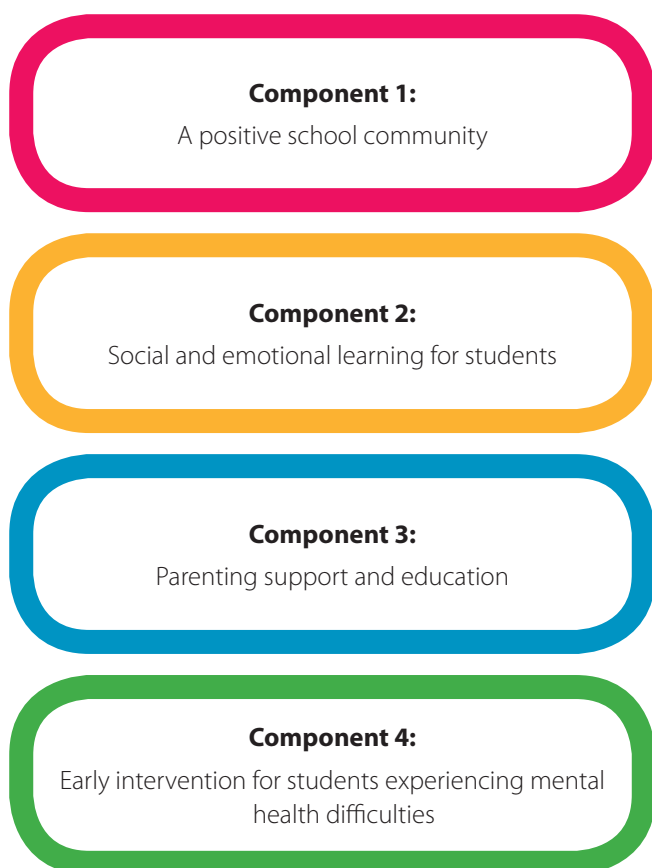 Component 1:
A positive school community
Component 2:
Social and emotional learning for students
Component 3:
Parenting support and education
Component 4:
Early intervention for students experiencing mental
health difficulties